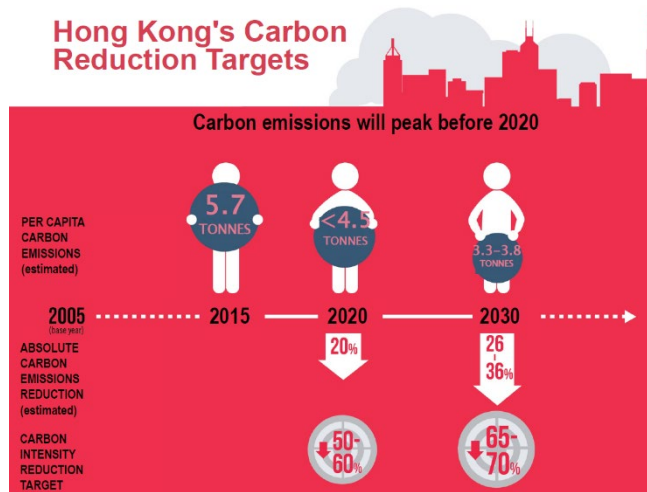 Hong Kong's Carbon
Reduction Targets
Carbon emissions will peak before 2020
PER CAPITA
CARBON
EMISSIONS
(estimated)
5.7
TONNES
<4.5
TONNES
3.3-3.8
TONNES
2005
(base year)
2015
2020
2030
ABSOLUTE
CARBON
EMISSIONS
REDUCTION
(estimated)
20%
26
-
36%
CARBON
INTENSITY
REDUCTION
TARGET
50-
60%
65-
70%